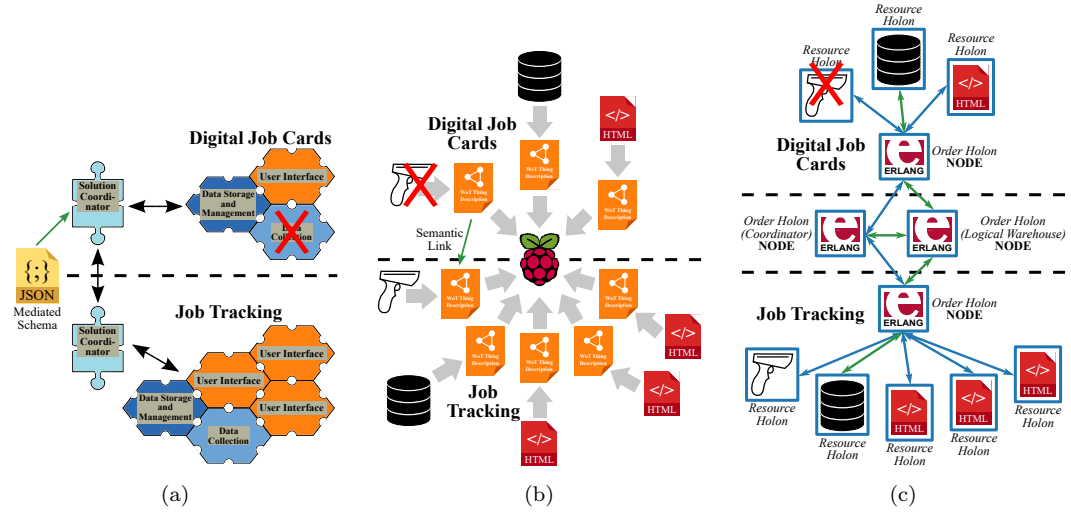 Digital Job Cards
Solution
Coordi-
nator
User Interface
Data Storage
and
Management
Collection
{;}
JSON
Mediated
Schema
Job Tracking
Solution
Coordi-
nator
User Interface
User Interface
User Interface
Data Storage
and
Management
Data
Collection
(a)
Digital Job
Cards
</>
HTML
WoT Thing
Description
WoT Thing
Description
WoT Thing
Description
Semantic
Link
WoT Thing
Description
WoT Thing
Description
WoT Thing
Description
WoT Thing
Description
WoT Thing
Description
</>
HTML
</>
HTML
Job
Tracking
</>
HTML
(b)
Resource
Holon
Resource
Holon
Resource
Holon
</>
HTML
Digital Job
Cards
e
ERLANG
Order Holon
NODE
Order Holon
(Coordinator)
NODE
e
ERLANG
e
ERLANG
Order Holon
(Logical Warehouse)
NODE
Job Tracking
e
ERLANG
Order Holon
NODE
</>
HTML
</>
HTML
</>
HTML
Resource
Holon
Resource
Holon
Resource
Holon
Resource
Holon
Resource
Holon
(c)